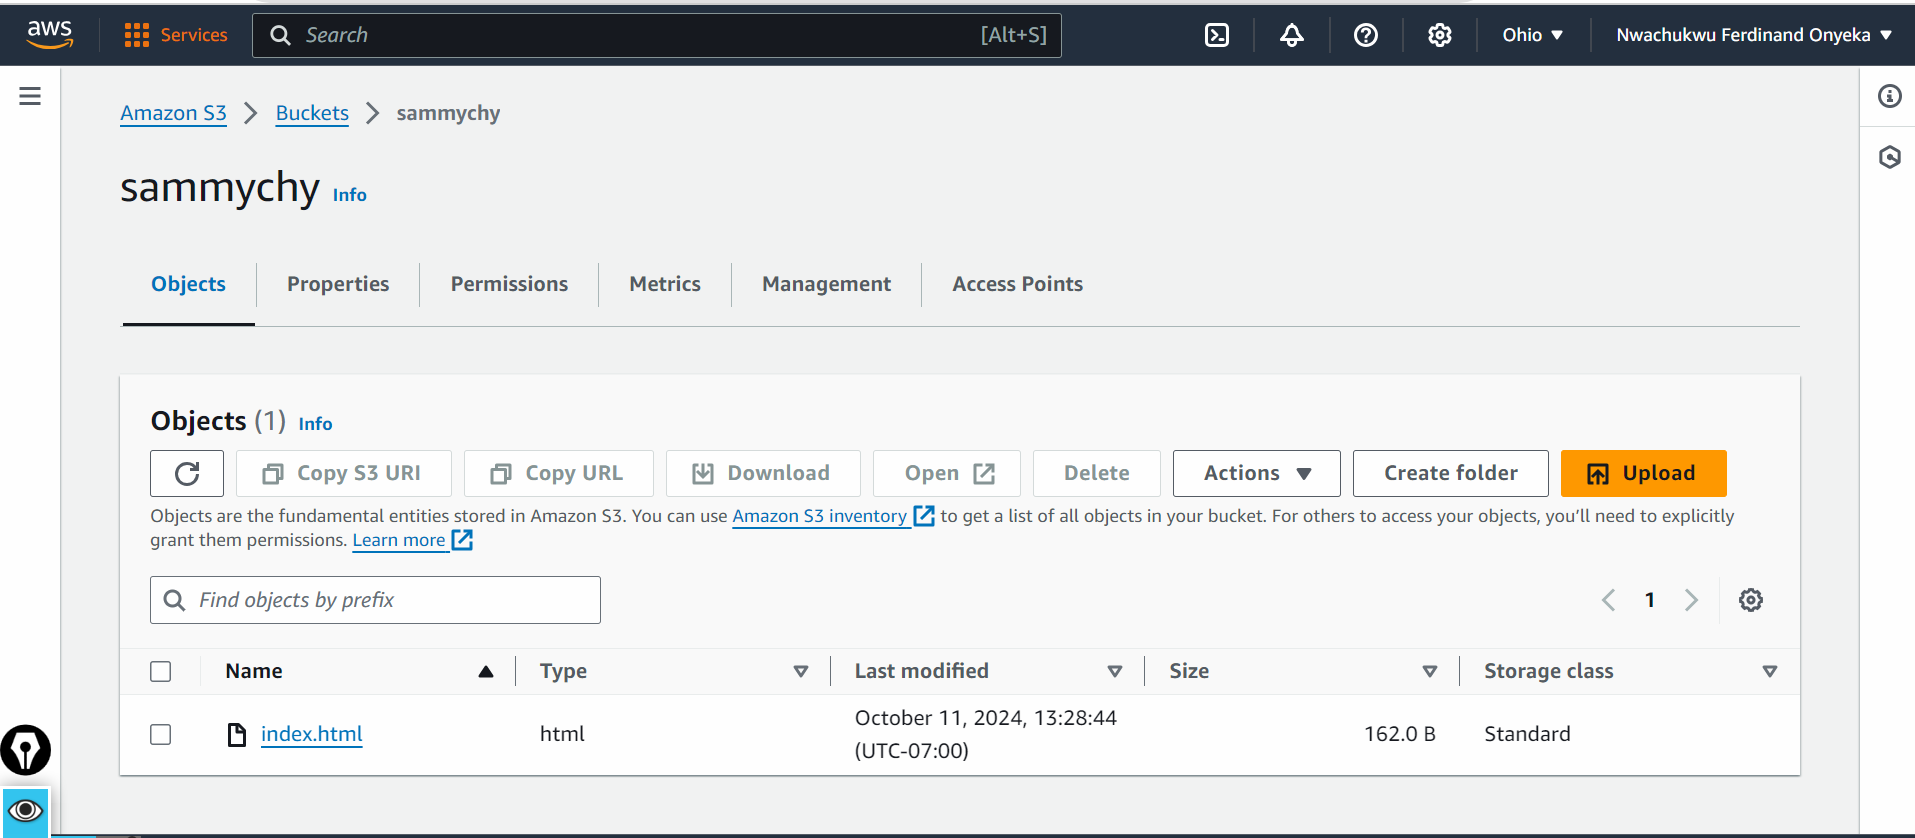 aws Services Search [Alt+S] Ohio Nwachukwu Ferdinand Onyeka
Amazon S3 Buckets sammychy
sammychy Info
Objects Properties Permissions Metrics Management Access Points
Objects (1) Info
Copy S3 URI Copy URL Download Open Delete Actions Create folder Upload
Objects are the fundamental entities stored in Amazon S3. You can use Amazon S3 inventory to get a list of all objects in your bucket. For others to access your objects, you'll need to explicitly
grant them permissions. Learn more
Find objects by prefix 1
Name Type Last modified Size Storage class
index.html html October 11, 2024, 13:28:44 162.0 B Standard
(UTC-07:00)